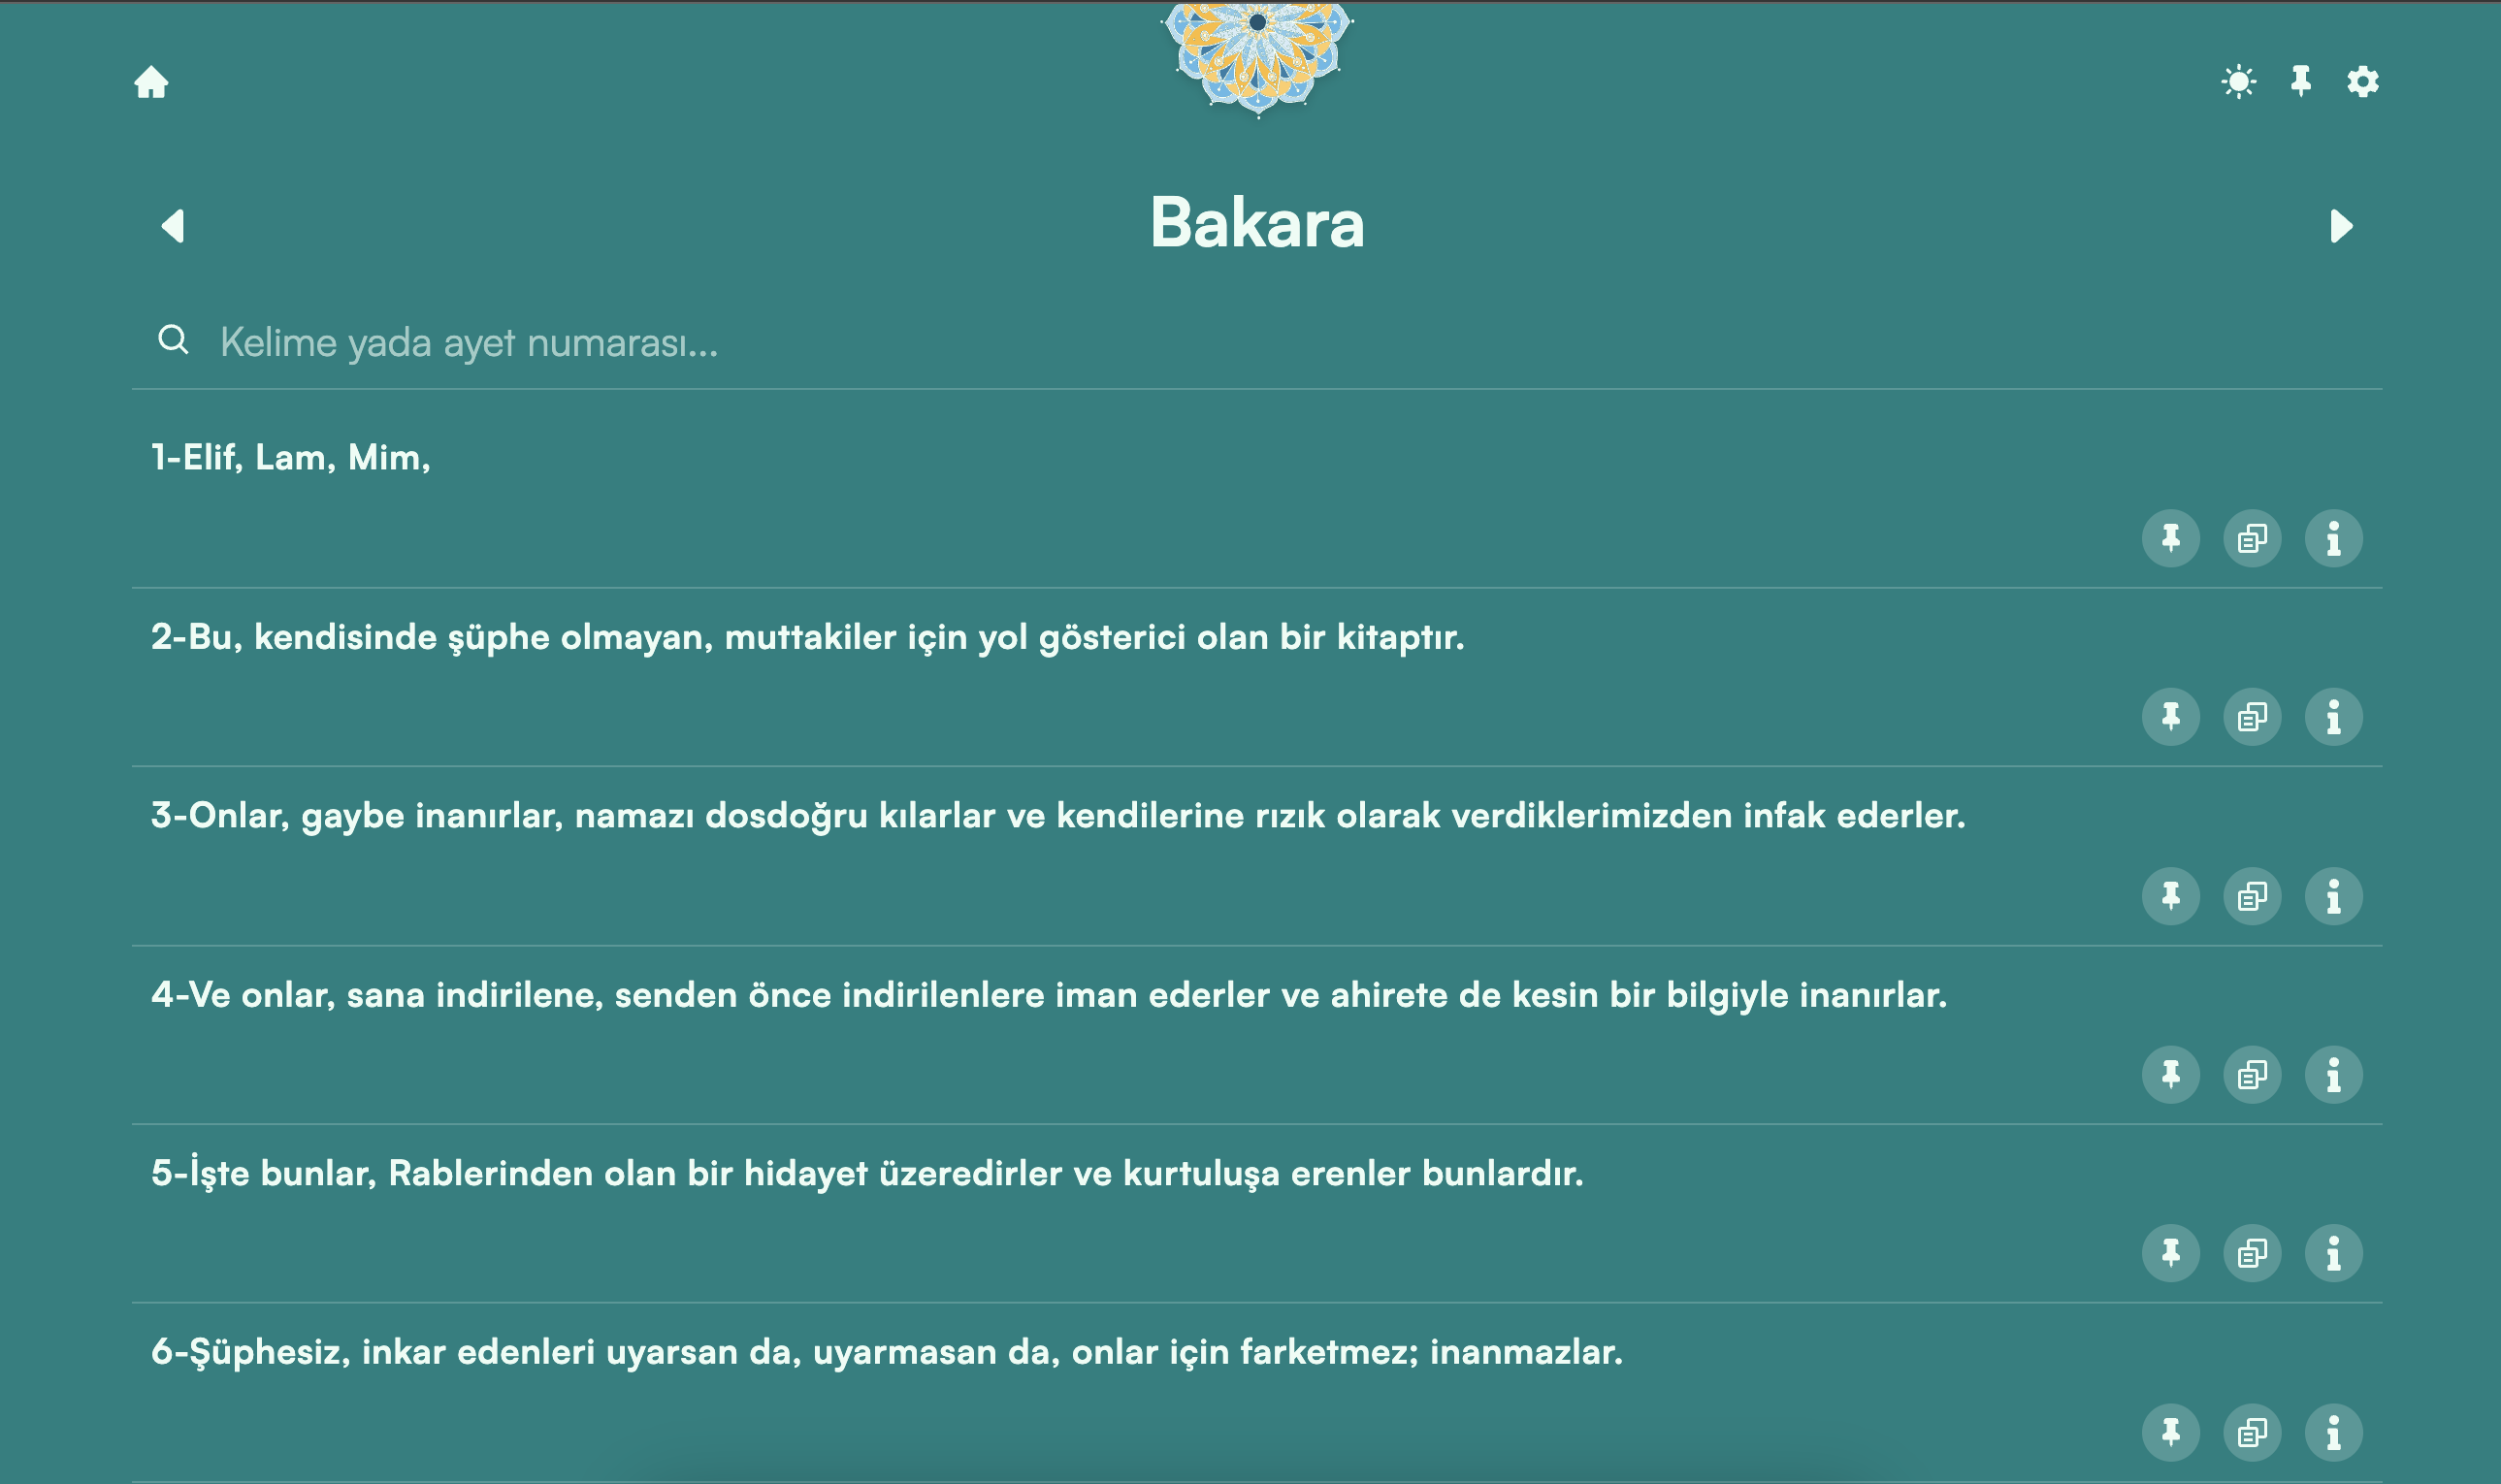 Bakara
Kelime yada ayet numarası...
1-Elif, Lam, Mim,
2-Bu, kendisinde şüphe olmayan, muttakiler için yol gösterici olan bir kitaptır.
3-Onlar, gaybe inanırlar, namazı dosdoğru kılarlar ve kendilerine rızık olarak verdiklerimizden infak ederler.
4-Ve onlar, sana indirilene, senden önce indirilenlere iman ederler ve ahirete de kesin bir bilgiyle inanırlar.
5-İşte bunlar, Rablerinden olan bir hidayet üzeredirler ve kurtuluşa erenler bunlardır.
6-Şüphesiz, inkar edenleri uyarsan da, uyarmasan da, onlar için farketmez; inanmazlar.